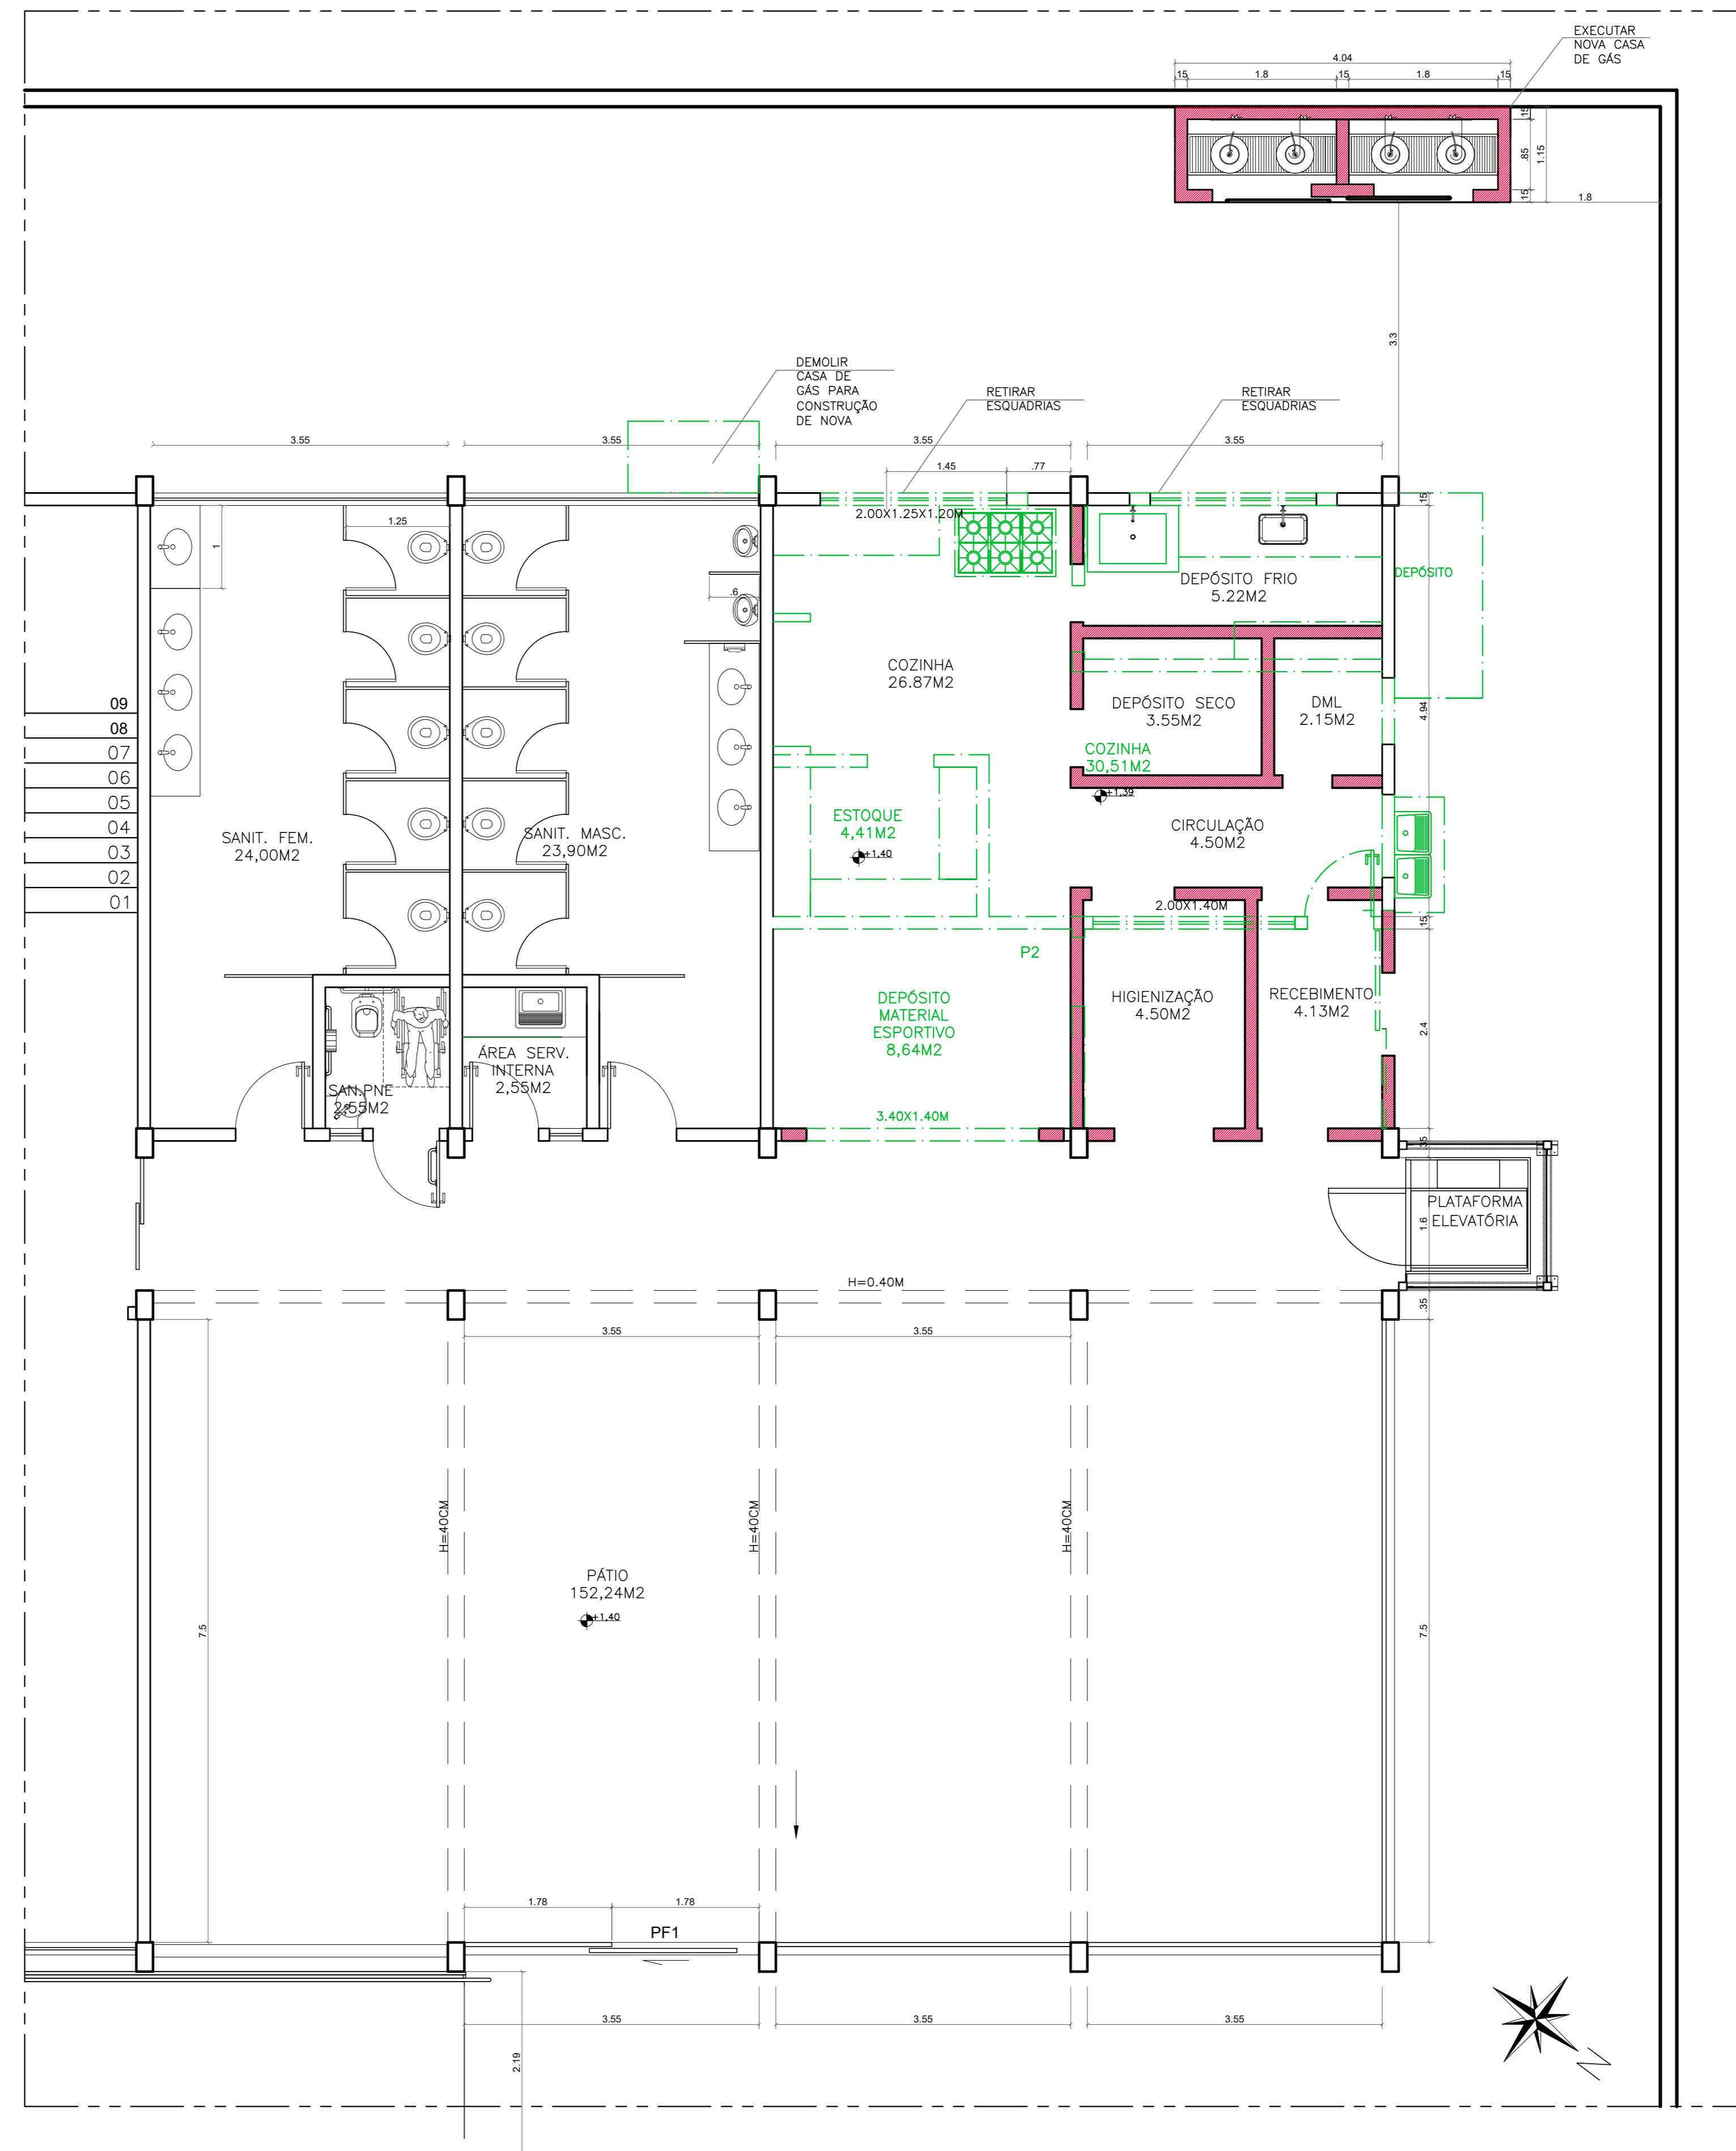 EXECUTAR
NOVA CASA
DE GÁS
4.04
.15
1.8
.15
1.8
.15
.15
.85
1.15
.15
1.8
3.3
DEMOLIR
CASA DE
GÁS PARA
CONSTRUÇÃO
DE NOVA
RETIRAR
ESQUADRIAS
RETIRAR
ESQUADRIAS
3.55
3.55
3.55
3.55
1.45
.77
2.00X1.25X1.20M
.15
1.25
1
.6
DEPÓSITO FRIO
5.22M2
DEPÓSITO
COZINHA
26.87M2
DEPÓSITO SECO
3.55M2
DML
2.15M2
4.94
COZINHA
30,51M2
+1,39
09
08
07
06
05
04
03
02
01
SANIT. FEM.
24,00M2
SANIT. MASC.
23,90M2
ESTOQUE
4,41M2
+1,40
CIRCULAÇÃO
4.50M2
2.00X1.40M
.15
P2
DEPÓSITO
MATERIAL
ESPORTIVO
8,64M2
HIGIENIZAÇÃO
4.50M2
RECEBIMENTO
4.13M2
2.4
ÁREA SERV.
INTERNA
2,55M2
SAN.PNE
2,55M2
3.40X1.40M
.35
PLATAFORMA
ELEVATÓRIA
1.6
H=0.40M
.35
3.55
3.55
H=40CM
H=40CM
H=40CM
PÁTIO
152,24M2
+1,40
7.5
7.5
1.78
1.78
PF1
3.55
3.55
3.55
2.19
N